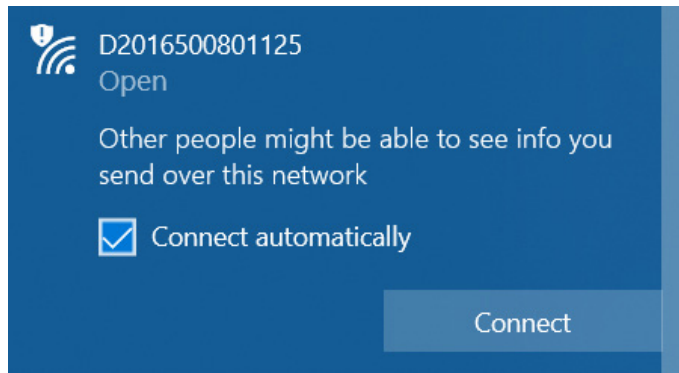 D2016500801125
Open
Other people might be able to see info you
send over this network
Connect automatically
Connect